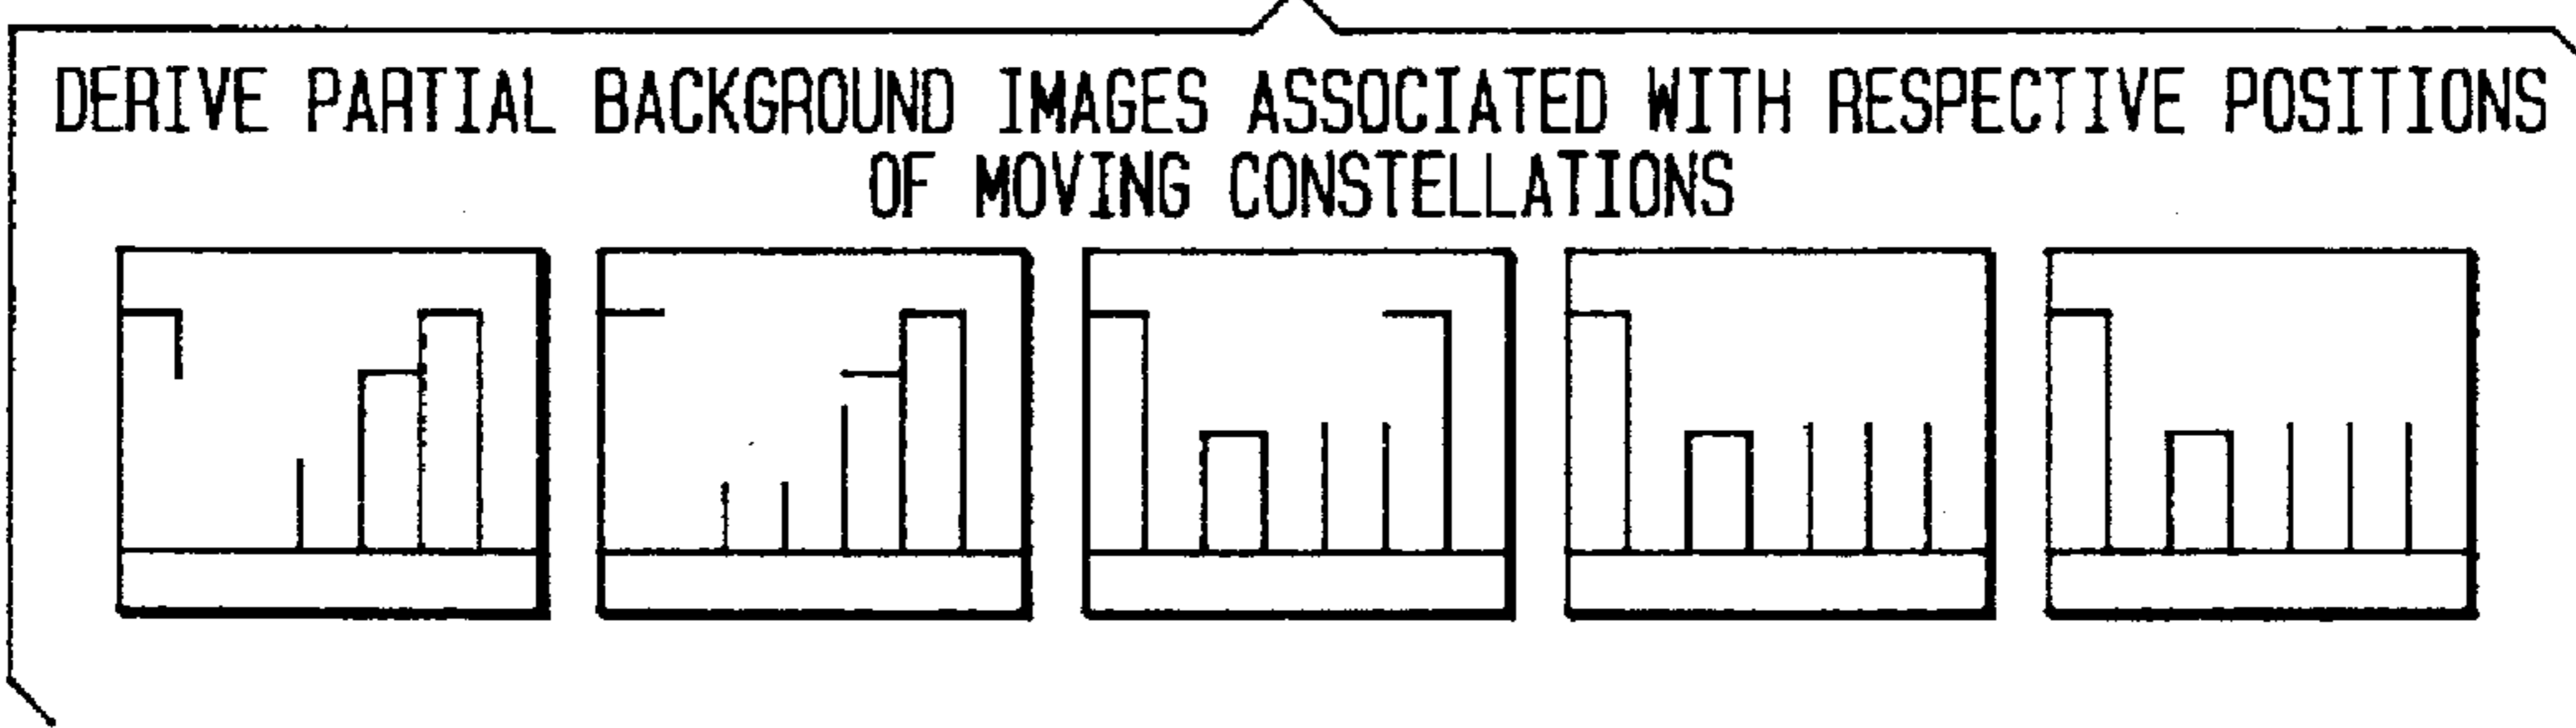 DERIVE PARTIAL BACKGROUND IMAGES ASSOCIATED WITH RESPECTIVE POSITIONS
OF MOVING CONSTELLATIONS